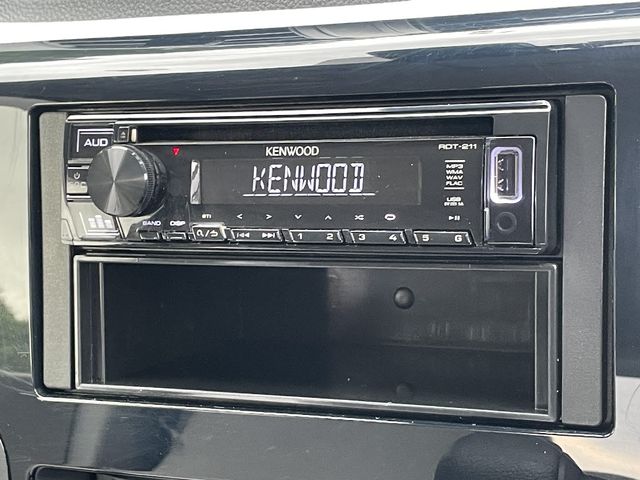 AUD
KENWOOD
RDT-211
KENWOOD
MP3
WMA
WAV
FLAC
USB
BAND DISP
1 2 3 4 5 6